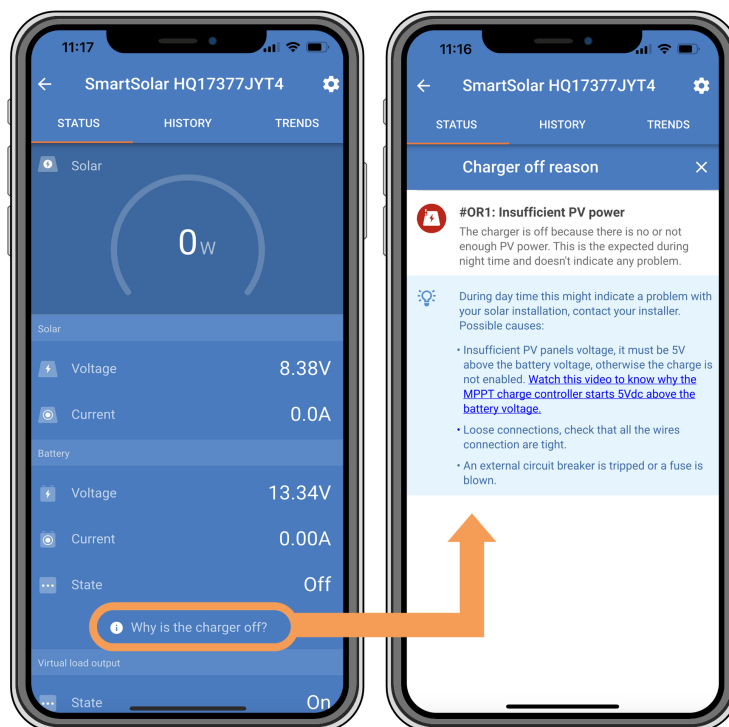 11:17
SmartSolar HQ17377JYT4
STATUS HISTORY TRENDS
Solar
0W
Solar
Voltage 8.38V
Current 0.0A
Battery
Voltage 13.34V
Current 0.00A
State Off
Why is the charger off?
Virtual load output
State On
11:16
SmartSolar HQ17377JYT4
STATUS HISTORY TRENDS
Charger off reason
#OR1: Insufficient PV power
The charger is off because there is no or not
enough PV power. This is the expected during
night time and doesn't indicate any problem.
During day time this might indicate a problem with
your solar installation, contact your installer.
Possible causes:
• Insufficient PV panels voltage, it must be 5V
above the battery voltage, otherwise the charge is
not enabled. Watch this video to know why the
MPPT charge controller starts 5Vdc above the
battery voltage.
• Loose connections, check that all the wires
connection are tight.
• An external circuit breaker is tripped or a fuse is
blown.